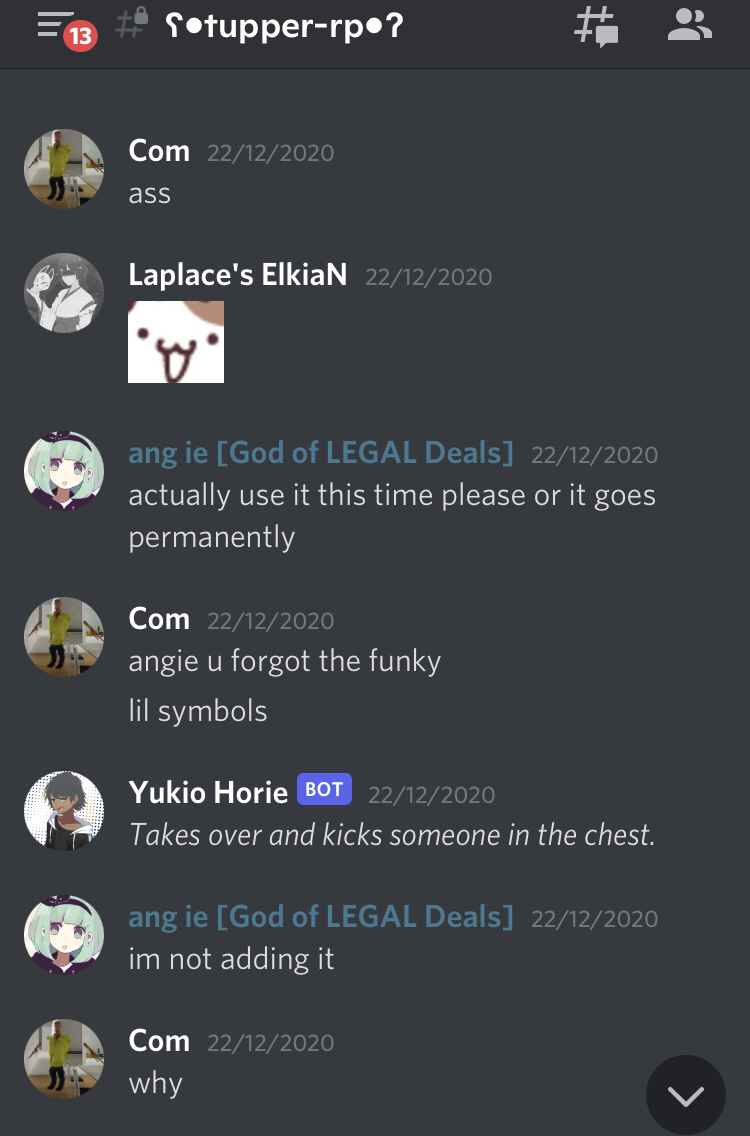 13 ʕ•tupper-rp•ʔ
Com 22/12/2020
ass
Laplace's ElkiaN 22/12/2020
ang ie [God of LEGAL Deals] 22/12/2020
actually use it this time please or it goes
permanently
Com 22/12/2020
angie u forgot the funky
lil symbols
Yukio Horie BOT 22/12/2020
Takes over and kicks someone in the chest.
ang ie [God of LEGAL Deals] 22/12/2020
im not adding it
Com 22/12/2020
why